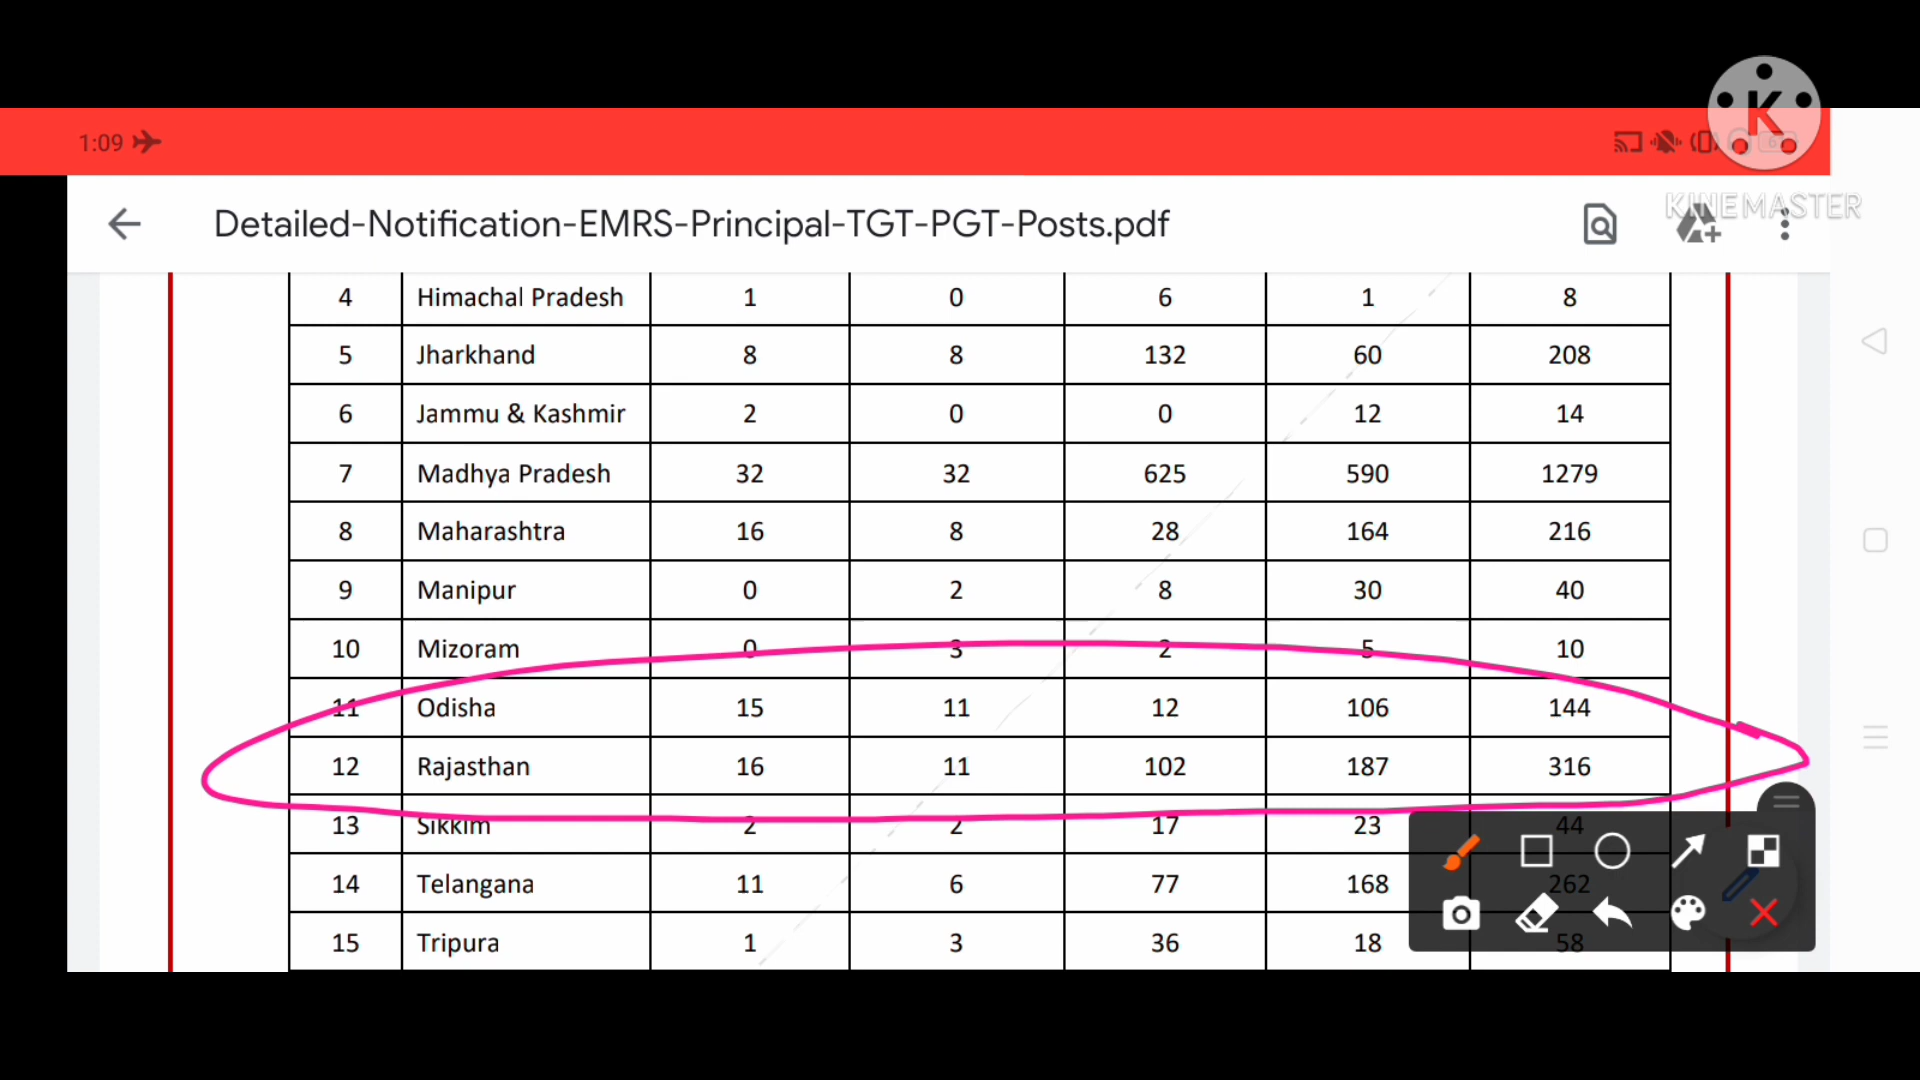 K
1:09
KINEMASTER
Detailed-Notification-EMRS-Principal-TGT-PGT-Posts.pdf
4 Himachal Pradesh 1 0 6 1 8
5 Jharkhand 8 8 132 60 208
6 Jammu & Kashmir 2 0 0 12 14
7 Madhya Pradesh 32 32 625 590 1279
8 Maharashtra 16 8 28 164 216
9 Manipur 0 2 8 30 40
10 Mizoram 0 3 2 5 10
11 Odisha 15 11 12 106 144
12 Rajasthan 16 11 102 187 316
13 Sikkim 2 2 17 23 44
14 Telangana 11 6 77 168 262
15 Tripura 1 3 36 18 58